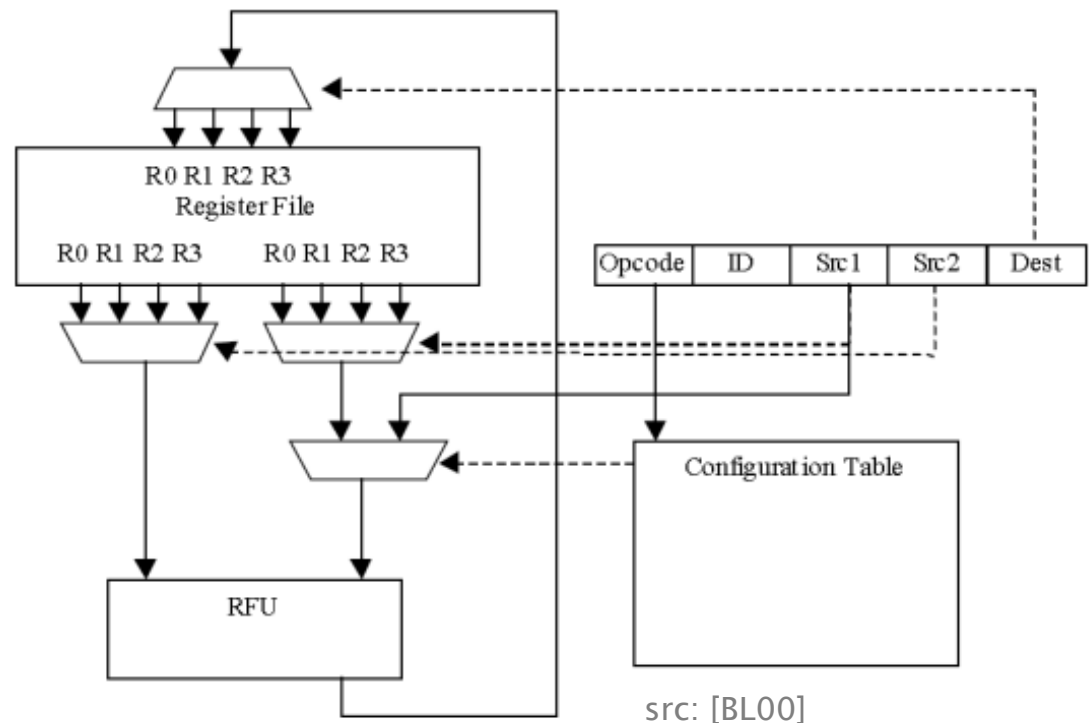 R0 R1 R2 R3
Register File
R0 R1 R2 R3 R0 R1 R2 R3
Opcode ID Src1 Src2 Dest
Configuration Table
RFU
src: [BL00]